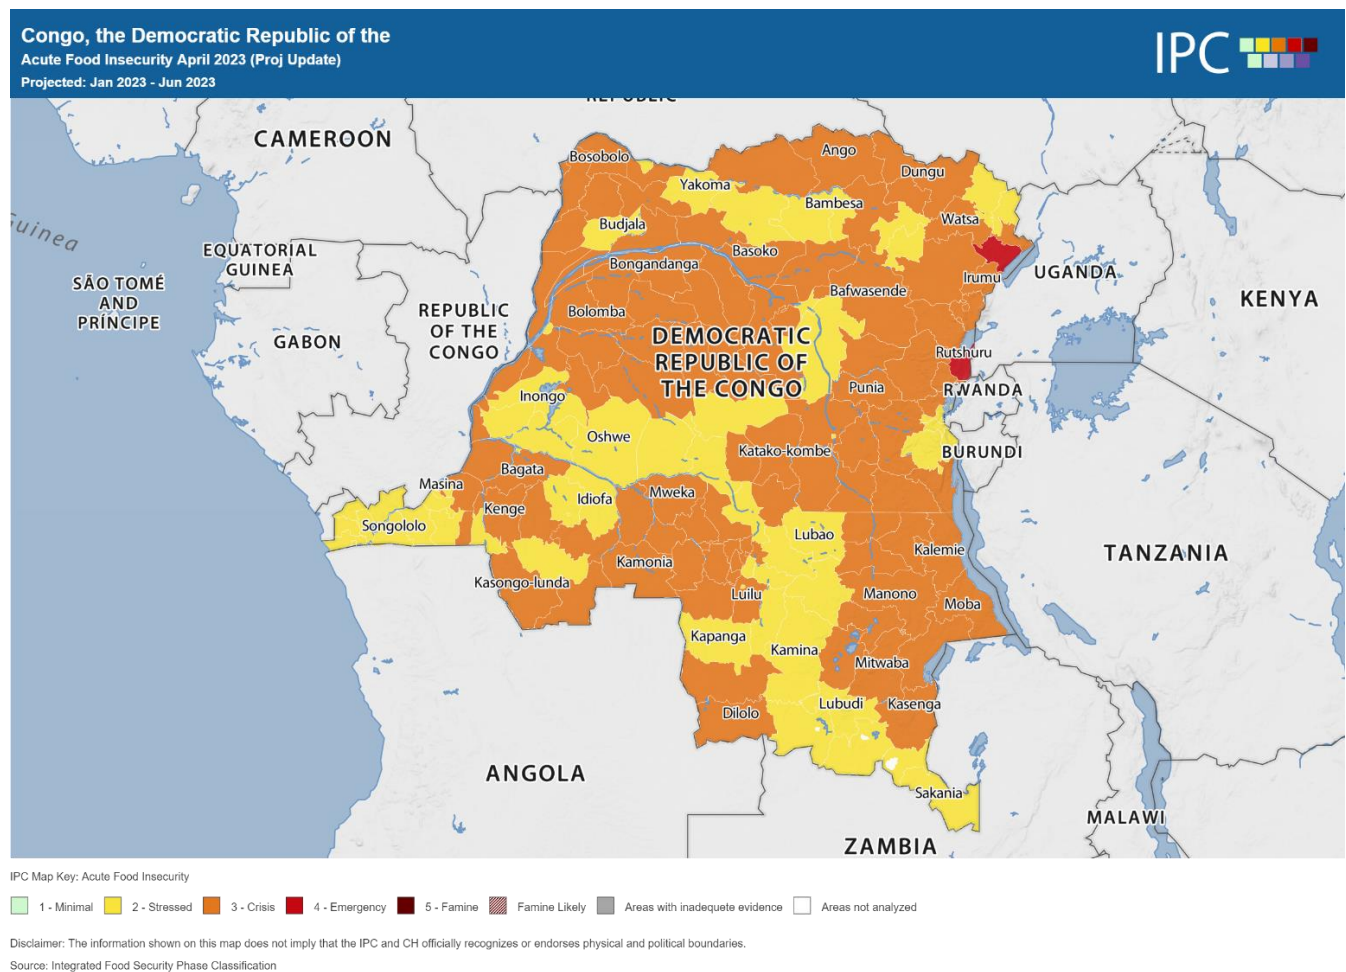 Congo, the Democratic Republic of the
Acute Food Insecurity April 2023 (Proj Update)
Projected: Jan 2023 - Jun 2023
IPC
REPUBLIC
CAMEROON
Bosobolo
Ango
Dungu
Yakoma
Bambesa
Watsa
Budjala
Guinea
EQUATORIAL
GUINEA
Basoko
Bongandanga
Irumu
UGANDA
SÃO TOMÉ
AND
PRÍNCIPE
Bafwasende
KENYA
REPUBLIC
OF THE
CONGO
Bolomba
GABON
DEMOCRATIC
REPUBLIC OF
THE CONGO
Rutshuru
Punia
RWANDA
Inongo
Oshwe
Katako-kombe
BURUNDI
Bagata
Masina
Mweka
Idiofa
Kenge
Songololo
Lubao
Kalemie
TANZANIA
Kamonia
Kasongo-lunda
Luilu
Manono
Moba
Kapanga
Kamina
Mitwaba
Lubudi
Kasenga
Dilolo
ANGOLA
Sakania
MALAWI
ZAMBIA
IPC Map Key: Acute Food Insecurity
1 - Minimal
2 - Stressed
3 - Crisis
4 - Emergency
5 - Famine
Famine Likely
Areas with inadequete evidence
Areas not analyzed
Disclaimer: The information shown on this map does not imply that the IPC and CH officially recognizes or endorses physical and political boundaries.
Source: Integrated Food Security Phase Classification